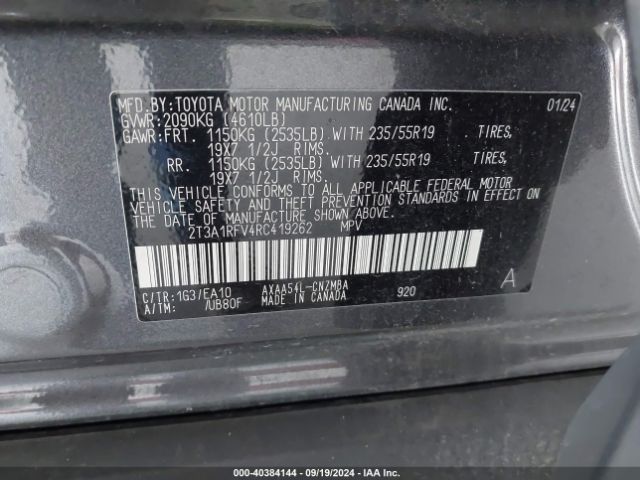 MFD.BY:TOYOTA MOTOR MANUFACTURING CANADA INC. 01/24
GVWR:2090KG (4610LB)
GAWR:FRT. 1150KG (2535LB) WITH 235/55R19 TIRES,
19X7 1/2J RIMS.
RR. 1150KG (2535LB) WITH 235/55R19 TIRES,
19X7 1/2J RIMS.
THIS VEHICLE CONFORMS TO ALL APPLICABLE FEDERAL MOTOR
VEHICLE SAFETY AND THEFT PREVENTION STANDARDS IN EFFECT ON
THE DATE OF MANUFACTURE SHOWN ABOVE.
2T3A1RFV4RC419262 MPV
C/TR:1G3/EA10 AXAA54L-CNZMBA 920 A
A/TM: /UB80F MADE IN CANADA
000-40384144 - 09/19/2024 - IAAI.COM